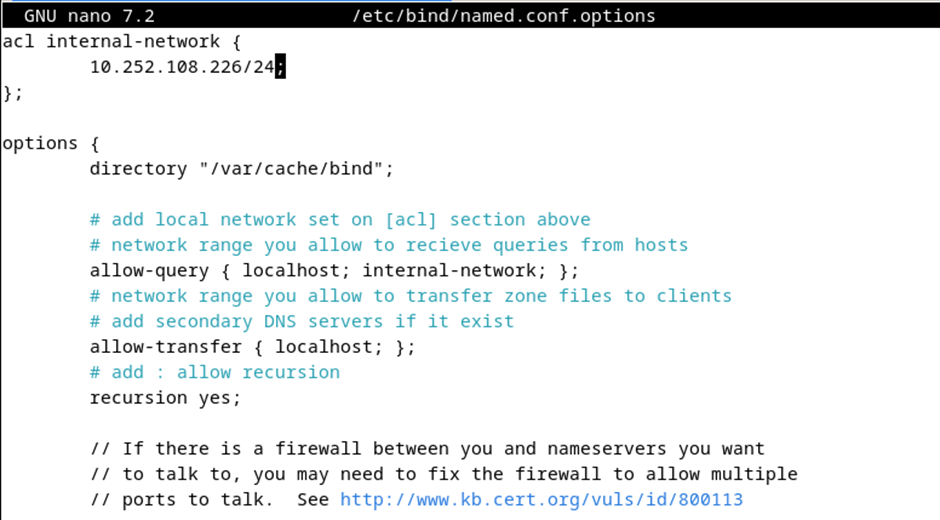 GNU nano 7.2 /etc/bind/named.conf.options
acl internal-network {
10.252.108.226/24;
};
options {
directory "/var/cache/bind";
# add local network set on [acl] section above
# network range you allow to recieve queries from hosts
allow-query { localhost; internal-network; };
# network range you allow to transfer zone files to clients
# add secondary DNS servers if it exist
allow-transfer { localhost; };
# add : allow recursion
recursion yes;
// If there is a firewall between you and nameservers you want
// to talk to, you may need to fix the firewall to allow multiple
// ports to talk.  See http://www.kb.cert.org/vuls/id/800113